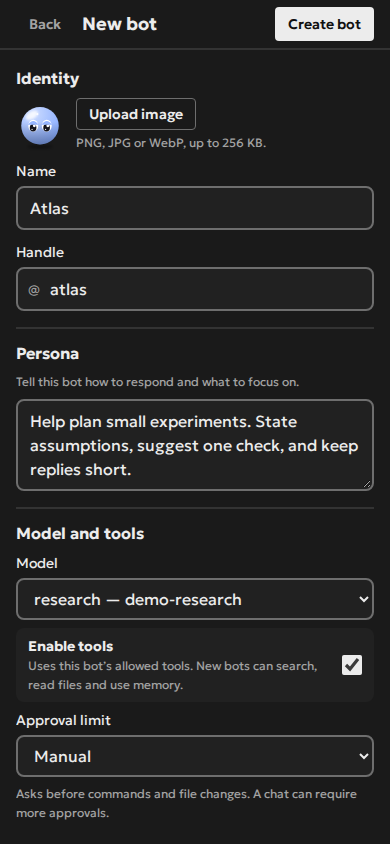 Back New bot Create bot
Identity
Upload image
PNG, JPG or WebP, up to 256 KB.
Name
Atlas
Handle
@ atlas
Persona
Tell this bot how to respond and what to focus on.
Help plan small experiments. State
assumptions, suggest one check, and keep
replies short.
Model and tools
Model
research — demo-research
Enable tools
Uses this bot's allowed tools. New bots can search,
read files and use memory.
Approval limit
Manual
Asks before commands and file changes. A chat can require
more approvals.